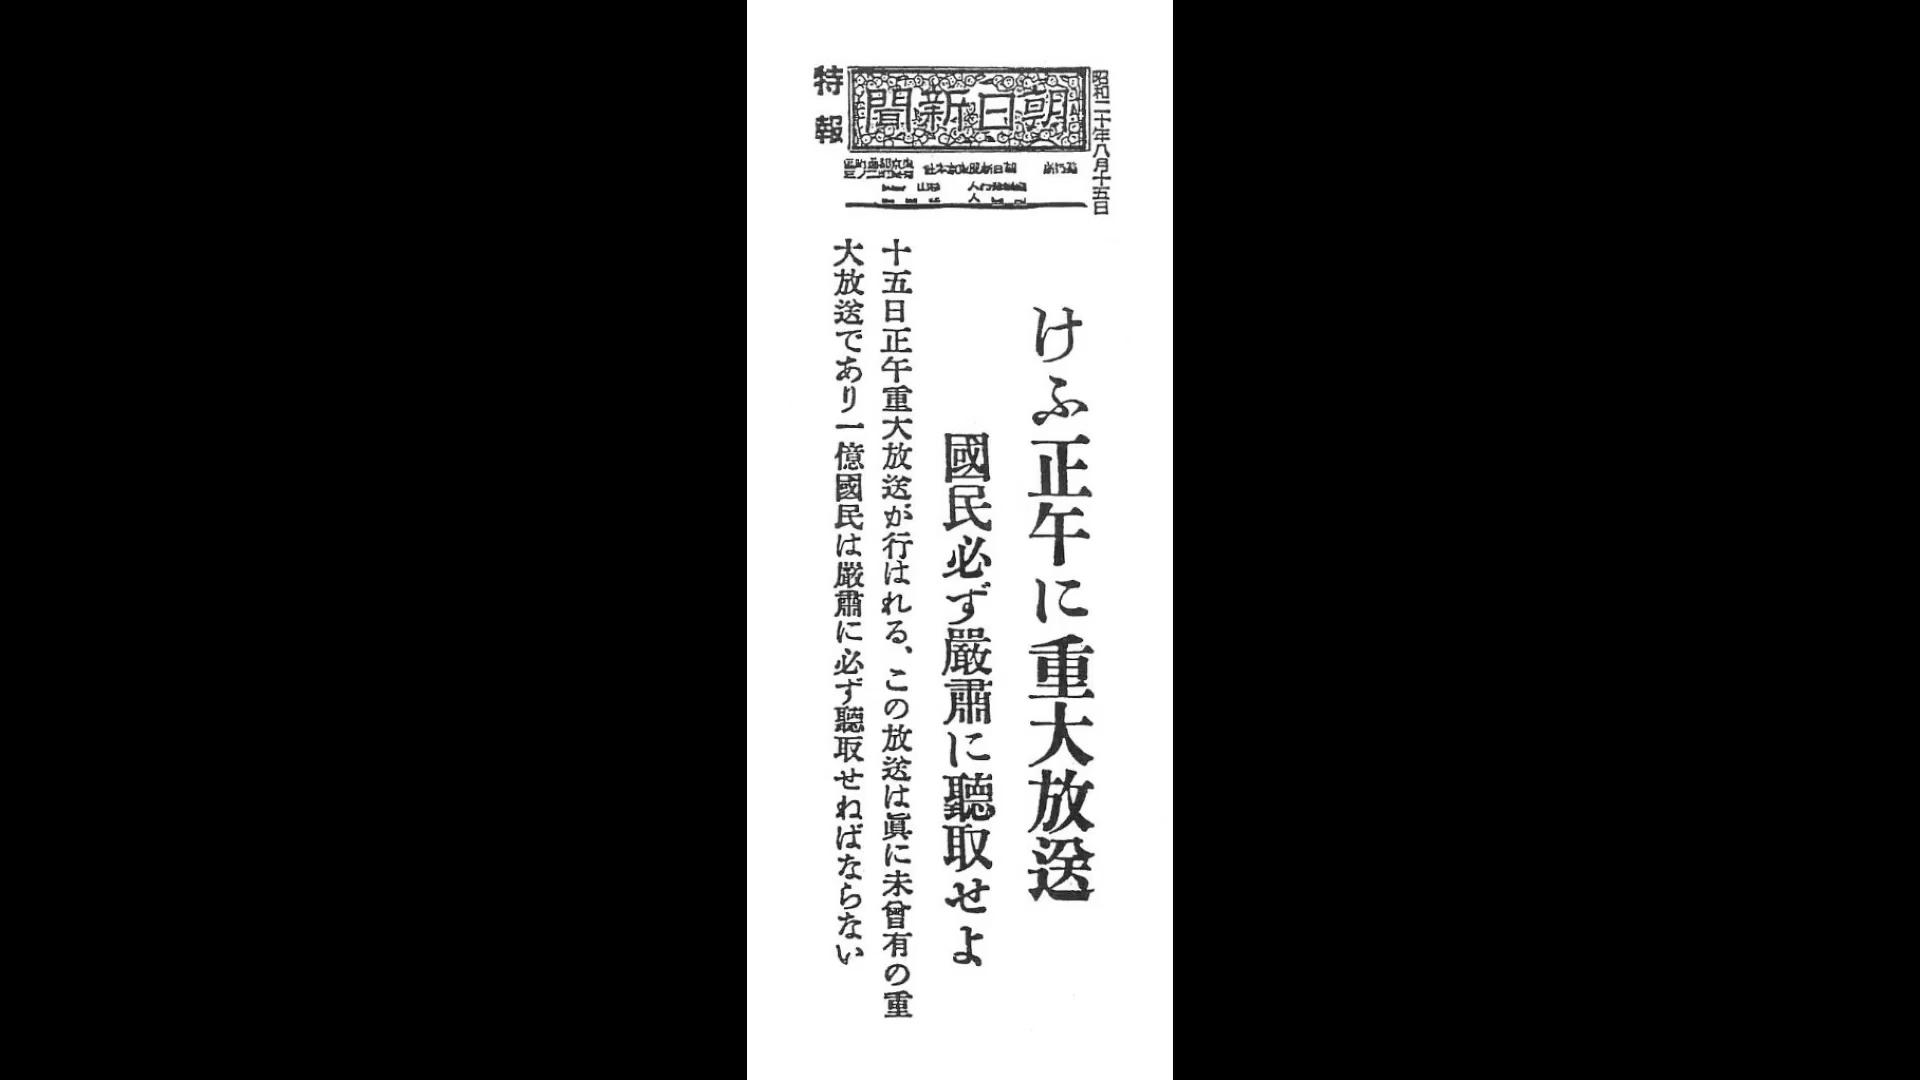 昭和二十年八月十五日
朝日新聞
特報
けふ正午に重大放送
國民必ず嚴肅に聽取せよ
十五日正午重大放送が行はれる、この放送は眞に未曾有の重
大放送であり一億國民は嚴肅に必ず聽取せねばならない